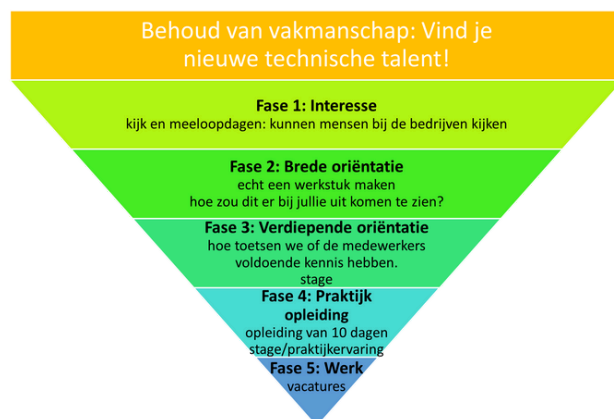 Behoud van vakmanschap: Vind je
nieuwe technische talent!
Fase 1: Interesse
kijk en meeloopdagen: kunnen mensen bij de bedrijven kijken
Fase 2: Brede oriëntatie
echt een werkstuk maken
hoe zou dit er bij jullie uit komen te zien?
Fase 3: Verdiepende oriëntatie
hoe toetsen we of de medewerkers
voldoende kennis hebben.
stage
Fase 4: Praktijk
opleiding
opleiding van 10 dagen
stage/praktijkervaring
Fase 5: Werk
vacatures